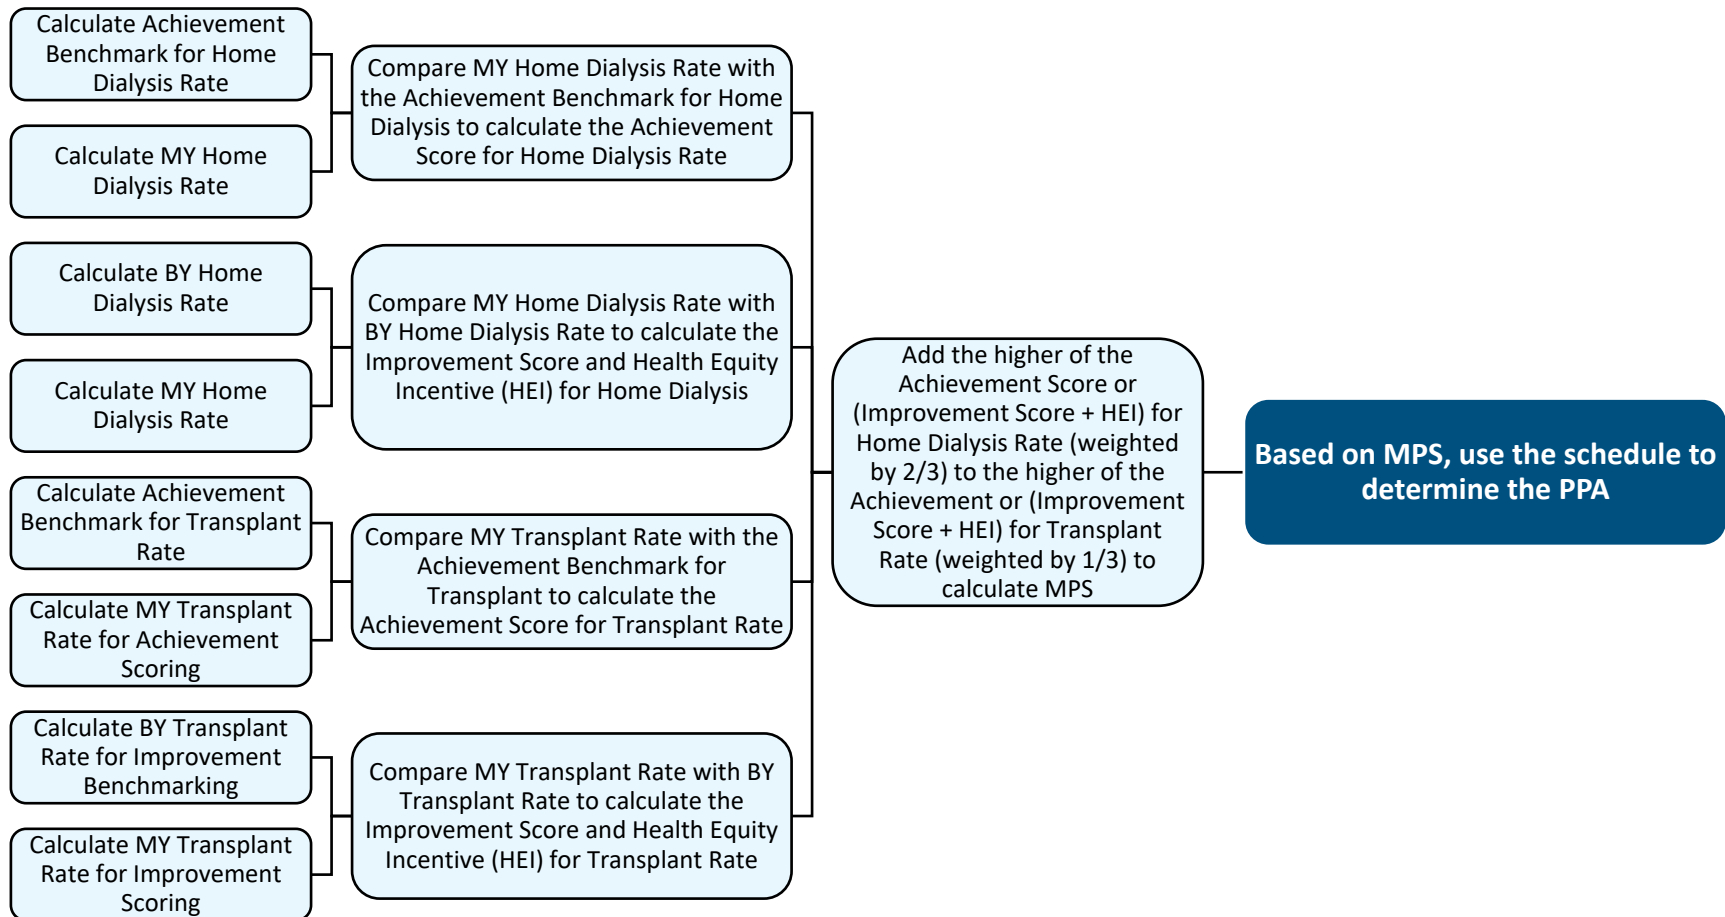 Calculate Achievement
Benchmark for Home
Dialysis Rate
Calculate MY Home
Dialysis Rate
Compare MY Home Dialysis Rate with
the Achievement Benchmark for Home
Dialysis to calculate the Achievement
Score for Home Dialysis Rate
Calculate BY Home
Dialysis Rate
Calculate MY Home
Dialysis Rate
Compare MY Home Dialysis Rate with
BY Home Dialysis Rate to calculate the
Improvement Score and Health Equity
Incentive (HEI) for Home Dialysis
Calculate Achievement
Benchmark for Transplant
Rate
Calculate MY Transplant
Rate for Achievement
Scoring
Compare MY Transplant Rate with the
Achievement Benchmark for
Transplant to calculate the
Achievement Score for Transplant Rate
Calculate BY Transplant
Rate for Improvement
Benchmarking
Calculate MY Transplant
Rate for Improvement
Scoring
Compare MY Transplant Rate with BY
Transplant Rate to calculate the
Improvement Score and Health Equity
Incentive (HEI) for Transplant Rate
Add the higher of the
Achievement Score or
(Improvement Score + HEI) for
Home Dialysis Rate (weighted
by 2/3) to the higher of the
Achievement or (Improvement
Score + HEI) for Transplant
Rate (weighted by 1/3) to
calculate MPS
Based on MPS, use the schedule to
determine the PPA